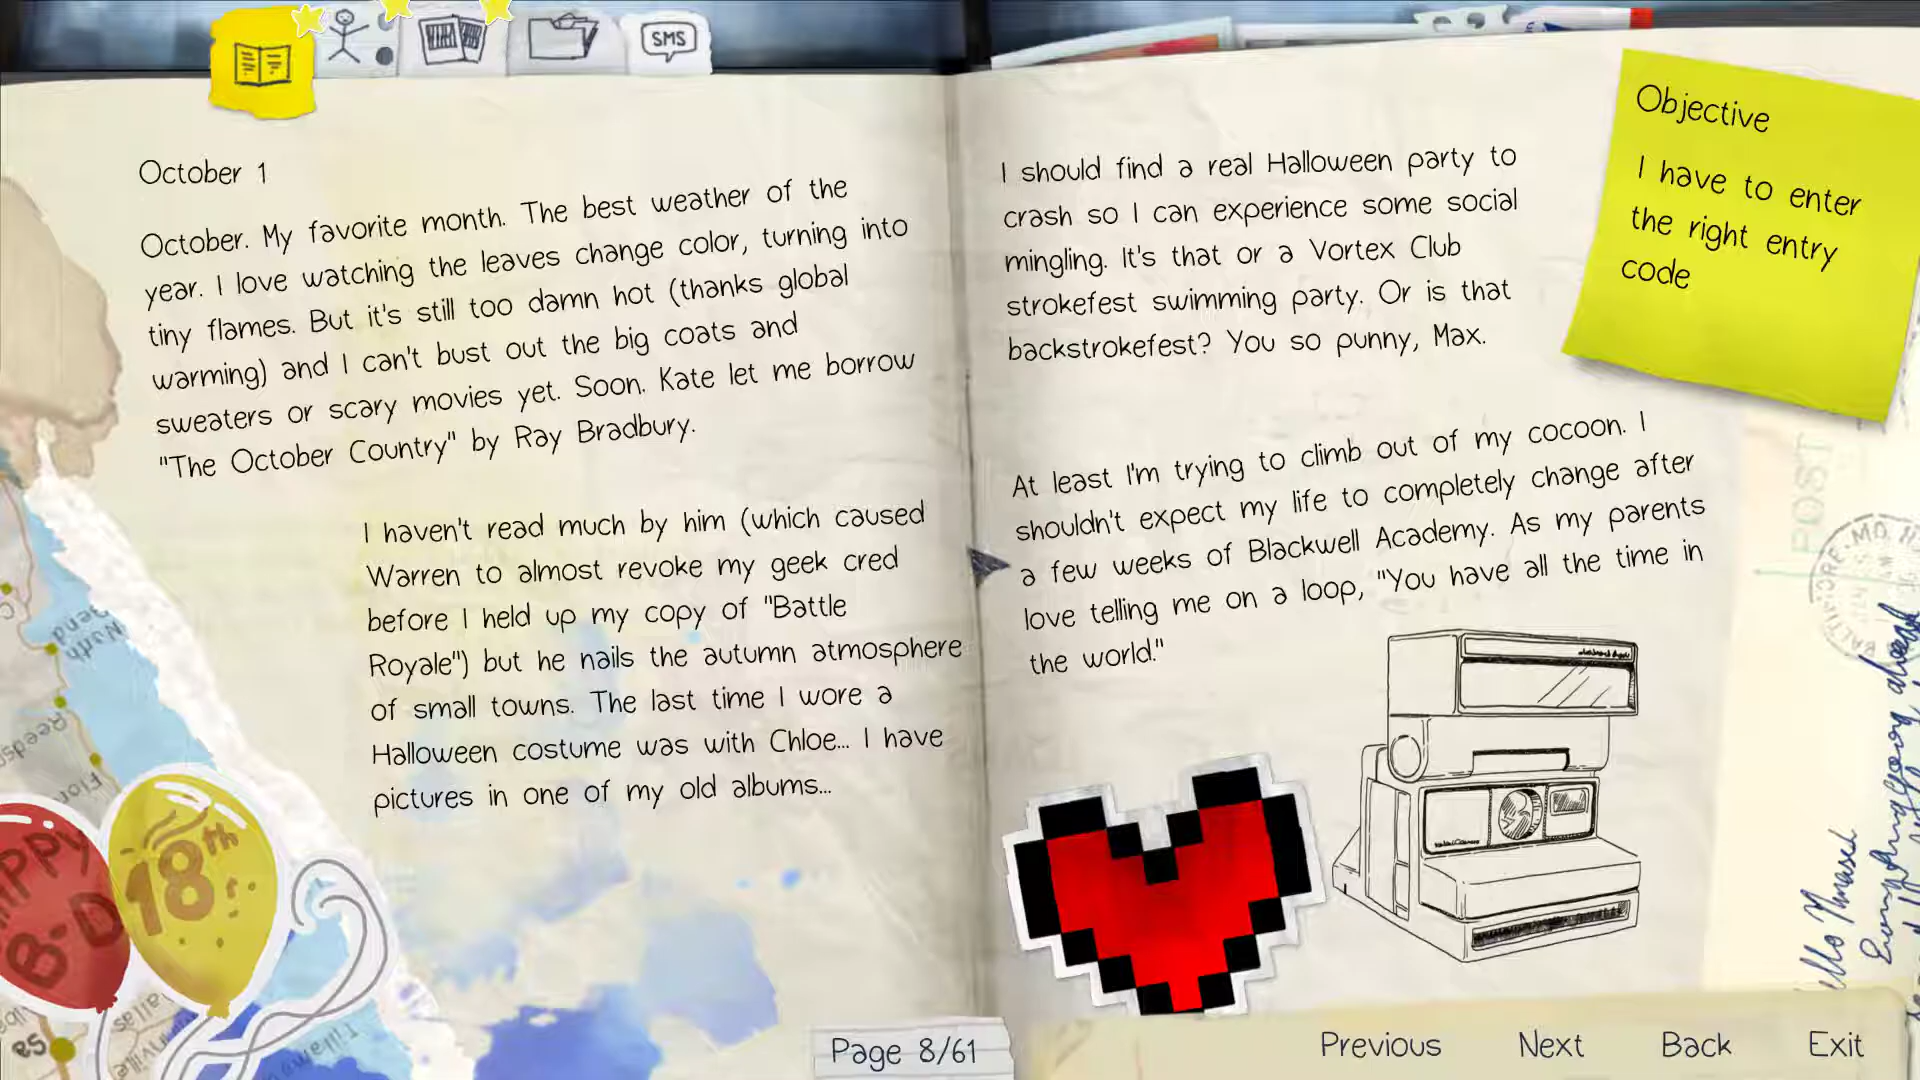 SMS
October 1
October. My favorite month. The best weather of the
year. I love watching the leaves change color, turning into
tiny flames. But it's still too damn hot (thanks global
warming) and I can't bust out the big coats and
sweaters or scary movies yet. Soon. Kate let me borrow
"The October Country" by Ray Bradbury.
I haven't read much by him (which caused
Warren to almost revoke my geek cred
before I held up my copy of "Battle
Royale") but he nails the autumn atmosphere
of small towns. The last time I wore a
Halloween costume was with Chloe... I have
pictures in one of my old albums...
I should find a real Halloween party to
crash so I can experience some social
mingling. It's that or a Vortex Club
strokefest swimming party. Or is that
backstrokefest? You so punny, Max.
At least I'm trying to climb out of my cocoon. I
shouldn't expect my life to completely change after
a few weeks of Blackwell Academy. As my parents
love telling me on a loop, "You have all the time in
the world."
Objective
I have to enter
the right entry
code
POST
North
Bend
B-D
18th
Page 8/61
Previous
Next
Back
Exit